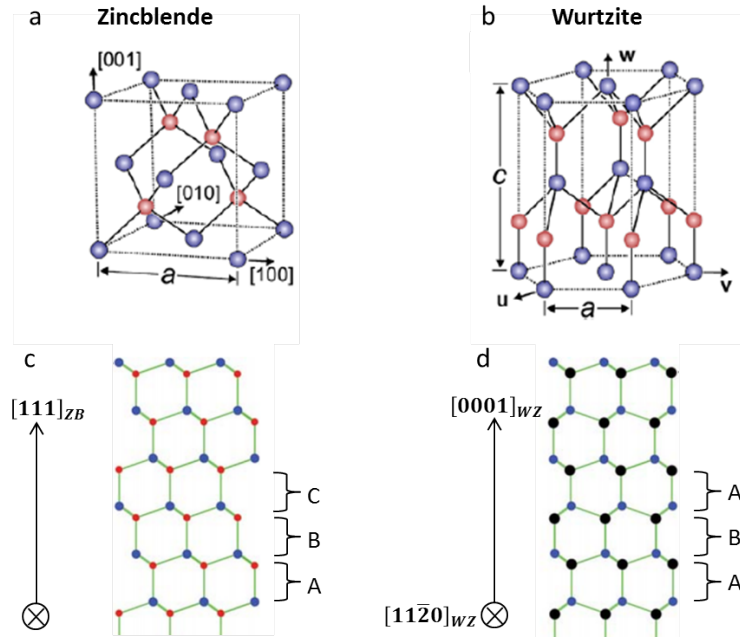 a Zincblende
b Wurtzite
[001]
[010]
[100]
a
w
c
u
v
a
c
[111]ZB
C
B
A
d
[0001]WZ
A
B
A
[112̅0]WZ